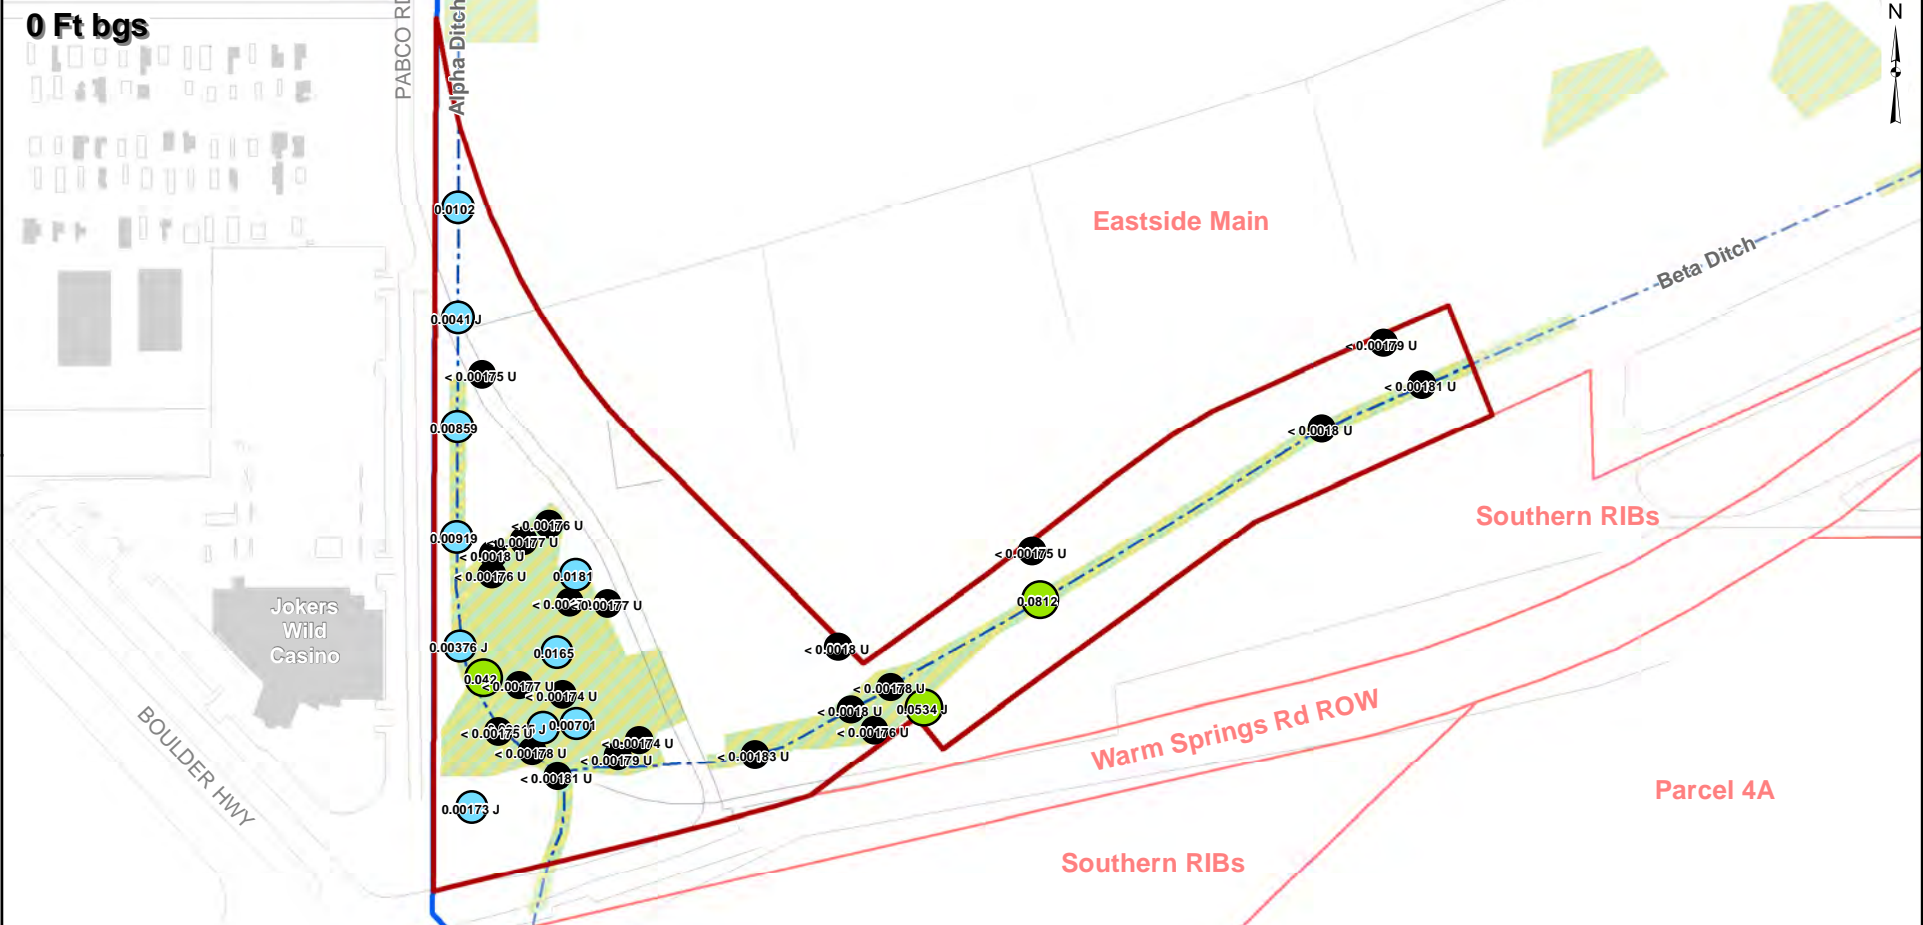 0 Ft bgs
PABCO RD
Alpha Ditch
N
0.0102
Eastside Main
Beta Ditch
0.0041 J
< 0.00179 U
< 0.00175 U
< 0.00181 U
0.00859
< 0.0018 U
Southern RIBs
< 0.00176 U
0.00919
< 0.00177 U
< 0.0018 U
< 0.00175 U
< 0.00176 U
0.0181
0.0812
< 0.00177 U
Jokers
Wild
Casino
0.00376 J
0.0165
< 0.0018 U
0.042
< 0.00177 U
< 0.00174 U
< 0.00178 U
< 0.0018 U
0.0534 J
BOULDER HWY
< 0.00175 U
J
0.00701
< 0.00176 U
Warm Springs Rd ROW
< 0.00174 U
< 0.00178 U
< 0.00179 U
< 0.00183 U
< 0.00181 U
Parcel 4A
0.00173 J
Southern RIBs